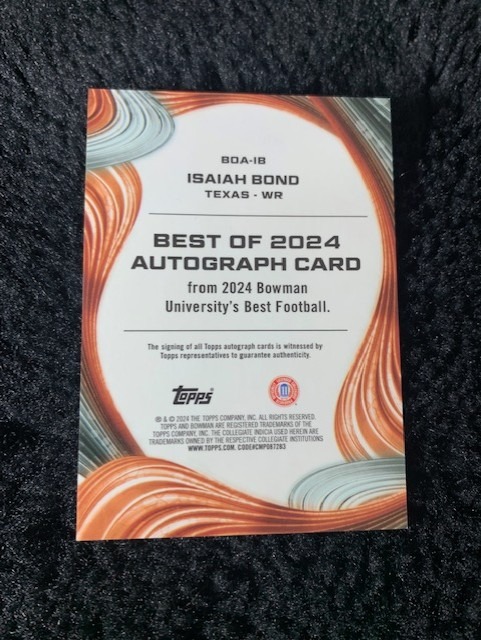 BOA-IB
ISAIAH BOND
TEXAS - WR
BEST OF 2024
AUTOGRAPH CARD
from 2024 Bowman
University's Best Football.
The signing of all Topps autograph cards is witnessed by
Topps representatives to guarantee authenticity.
topps
® & © 2024 THE TOPPS COMPANY, INC. ALL RIGHTS RESERVED.
TOPPS AND BOWMAN ARE REGISTERED TRADEMARKS OF THE
TOPPS COMPANY, INC. THE COLLEGIATE INDICIA USED HEREIN ARE
TRADEMARKS OWNED BY THE RESPECTIVE COLLEGIATE INSTITUTIONS
WWW.TOPPS.COM. CODE#CMP087283